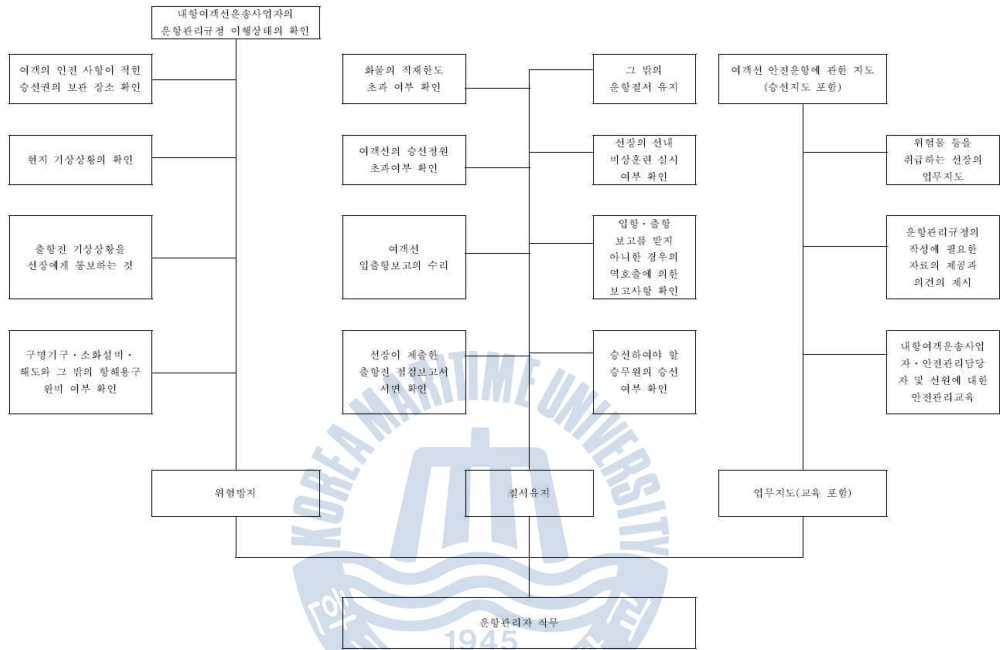 내항여객선운송사업자의
운항관리규정 이행상태의 확인
여객의 안전 사항이 적힌
승선권의 보관 장소 확인
현지 기상상황의 확인
출항전 기상상황을
선장에게 통보하는 것
구명기구·소화설비·
해도와 그 밖의 항해용구
완비 여부 확인
위험방지
화물의 적재한도
초과 여부 확인
여객선의 승선정원
초과여부 확인
여객선
입출항보고의 수리
선장이 제출한
출항전 점검보고서
서면 확인
그 밖의
운항질서 유지
선장의 선내
비상훈련 실시
여부 확인
입항·출항
보고를 받지
아니한 경우의
역호출에 의한
보고사항 확인
승선하여야 할
승무원의 승선
여부 확인
질서유지
여객선 안전운항에 관한 지도
(승선지도 포함)
위험물 등을
취급하는 선장의
업무지도
운항관리규정의
작성에 필요한
자료의 제공과
의견의 제시
내항여객운송사업
자·안전관리담당
자 및 선원에 대한
안전관리교육
업무지도(교육 포함)
운항관리자 직무
KOREA MARITIME UNIVERSITY
1945